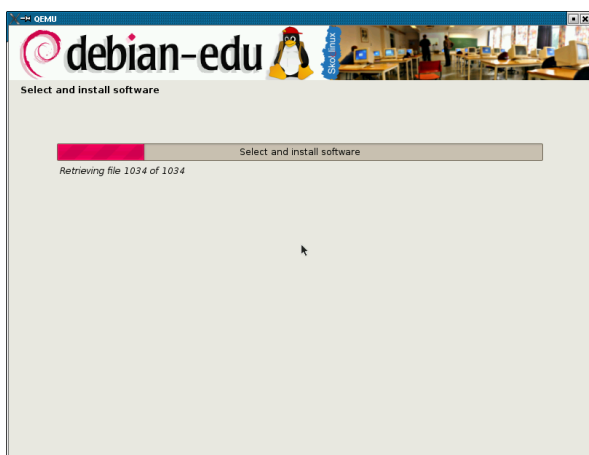 QEMU
debian-edu
Skol linux
Select and install software
Select and install software
Retrieving file 1034 of 1034